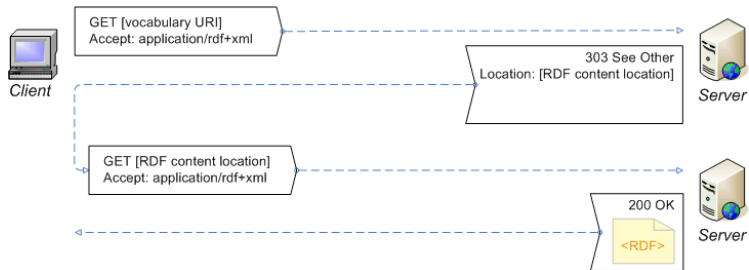 GET [vocabulary URI]
Accept: application/rdf+xml
Client
303 See Other
Location: [RDF content location]
Server
GET [RDF content location]
Accept: application/rdf+xml
200 OK
<RDF>
Server